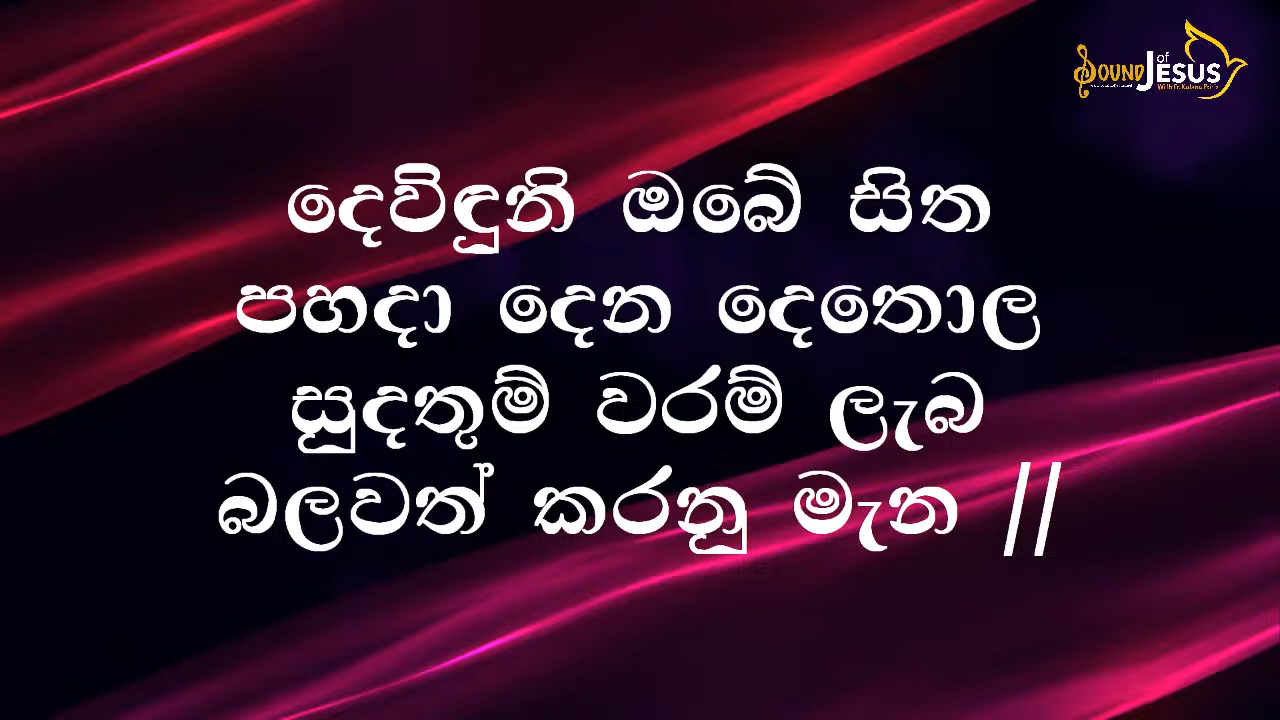 Sound of Jesus
දෙවිඳුනි ඔබේ සිත
පහදා දෙන දෙතොල
සුදතුම් වරම් ලැබ
බලවත් කරනූ මැන //